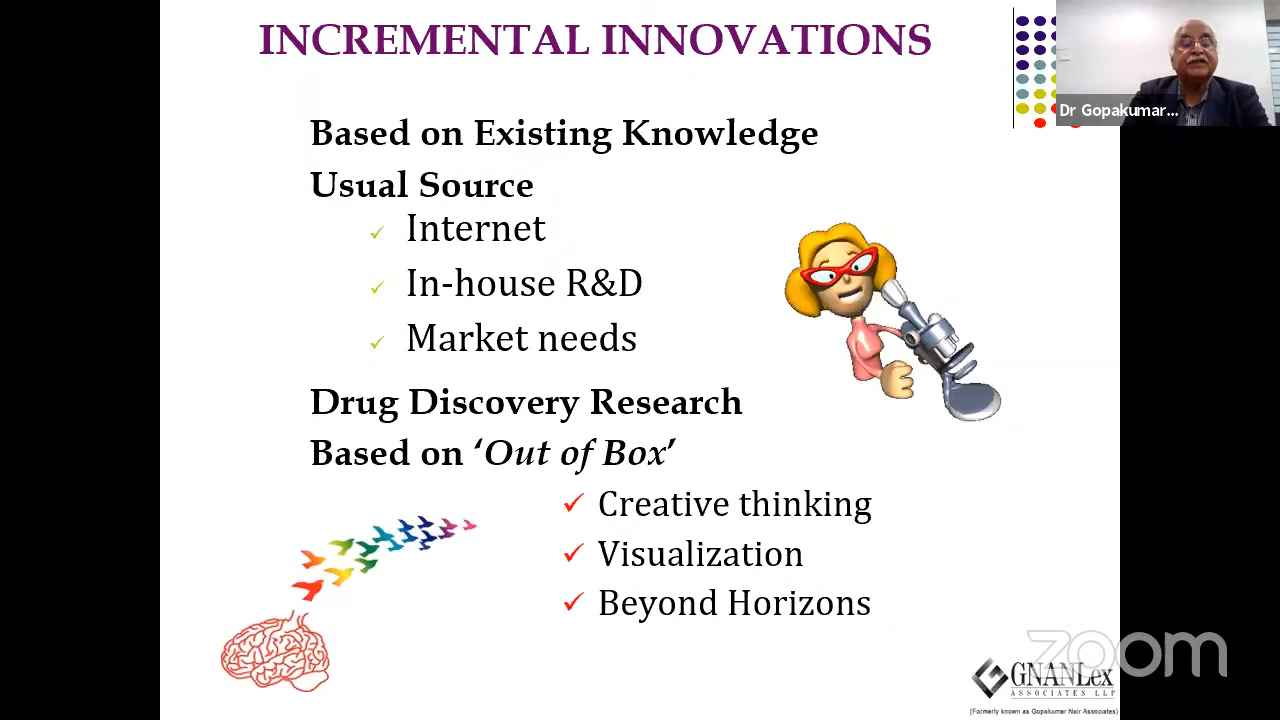 INCREMENTAL INNOVATIONS
Dr Gopakumar...
Based on Existing Knowledge
Usual Source
Internet
In-house R&D
Market needs
Drug Discovery Research
Based on ‘Out of Box’
Creative thinking
Visualization
Beyond Horizons
zoom
GNANLex
ASSOCIATES LLP
(Formerly known as Gopakumar Nair Associates)